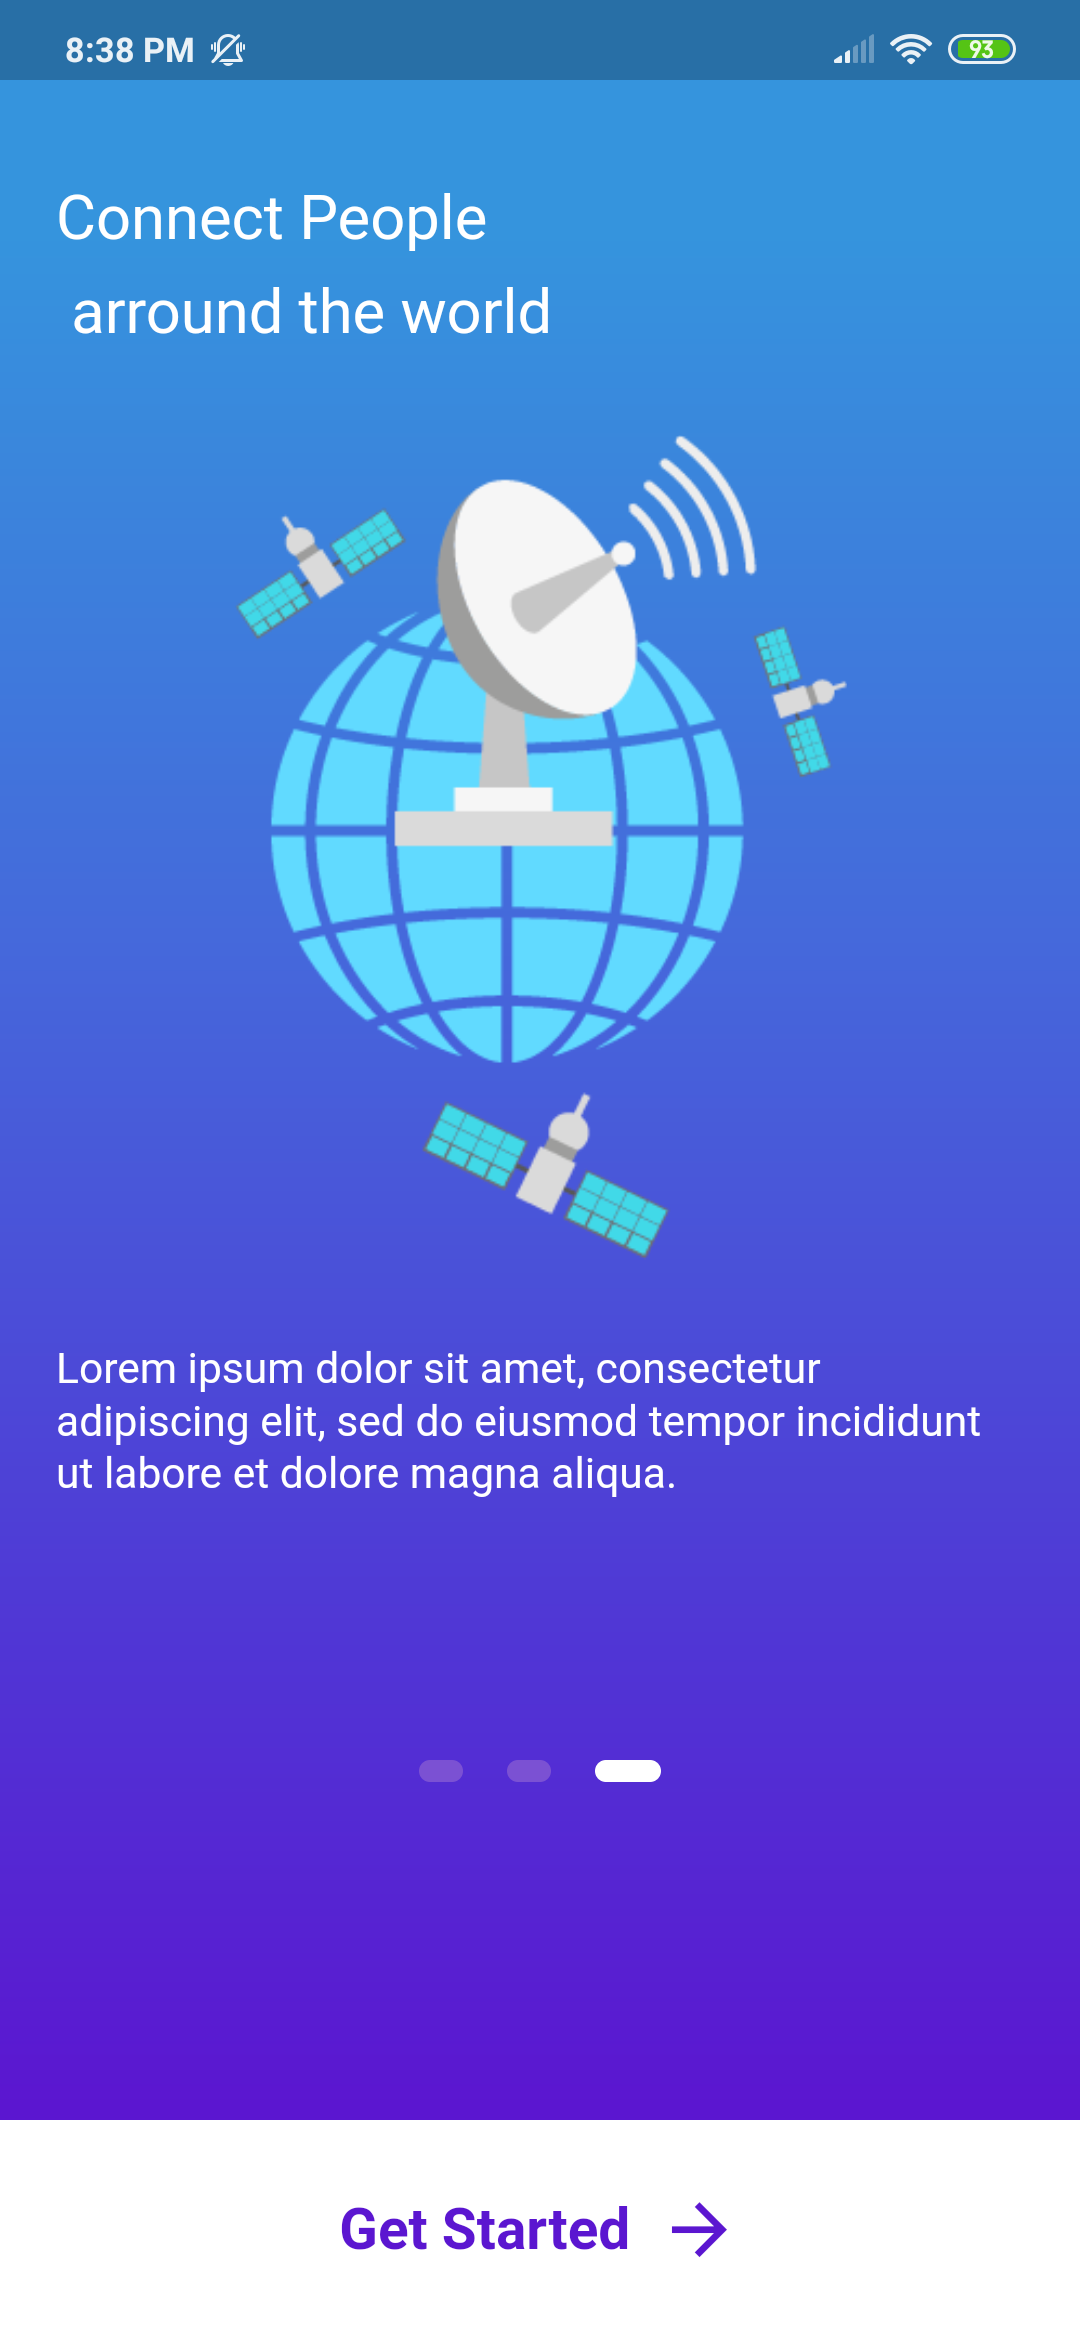 8:38 PM
93
Connect People
arround the world
Lorem ipsum dolor sit amet, consectetur
adipiscing elit, sed do eiusmod tempor incididunt
ut labore et dolore magna aliqua.
Get Started